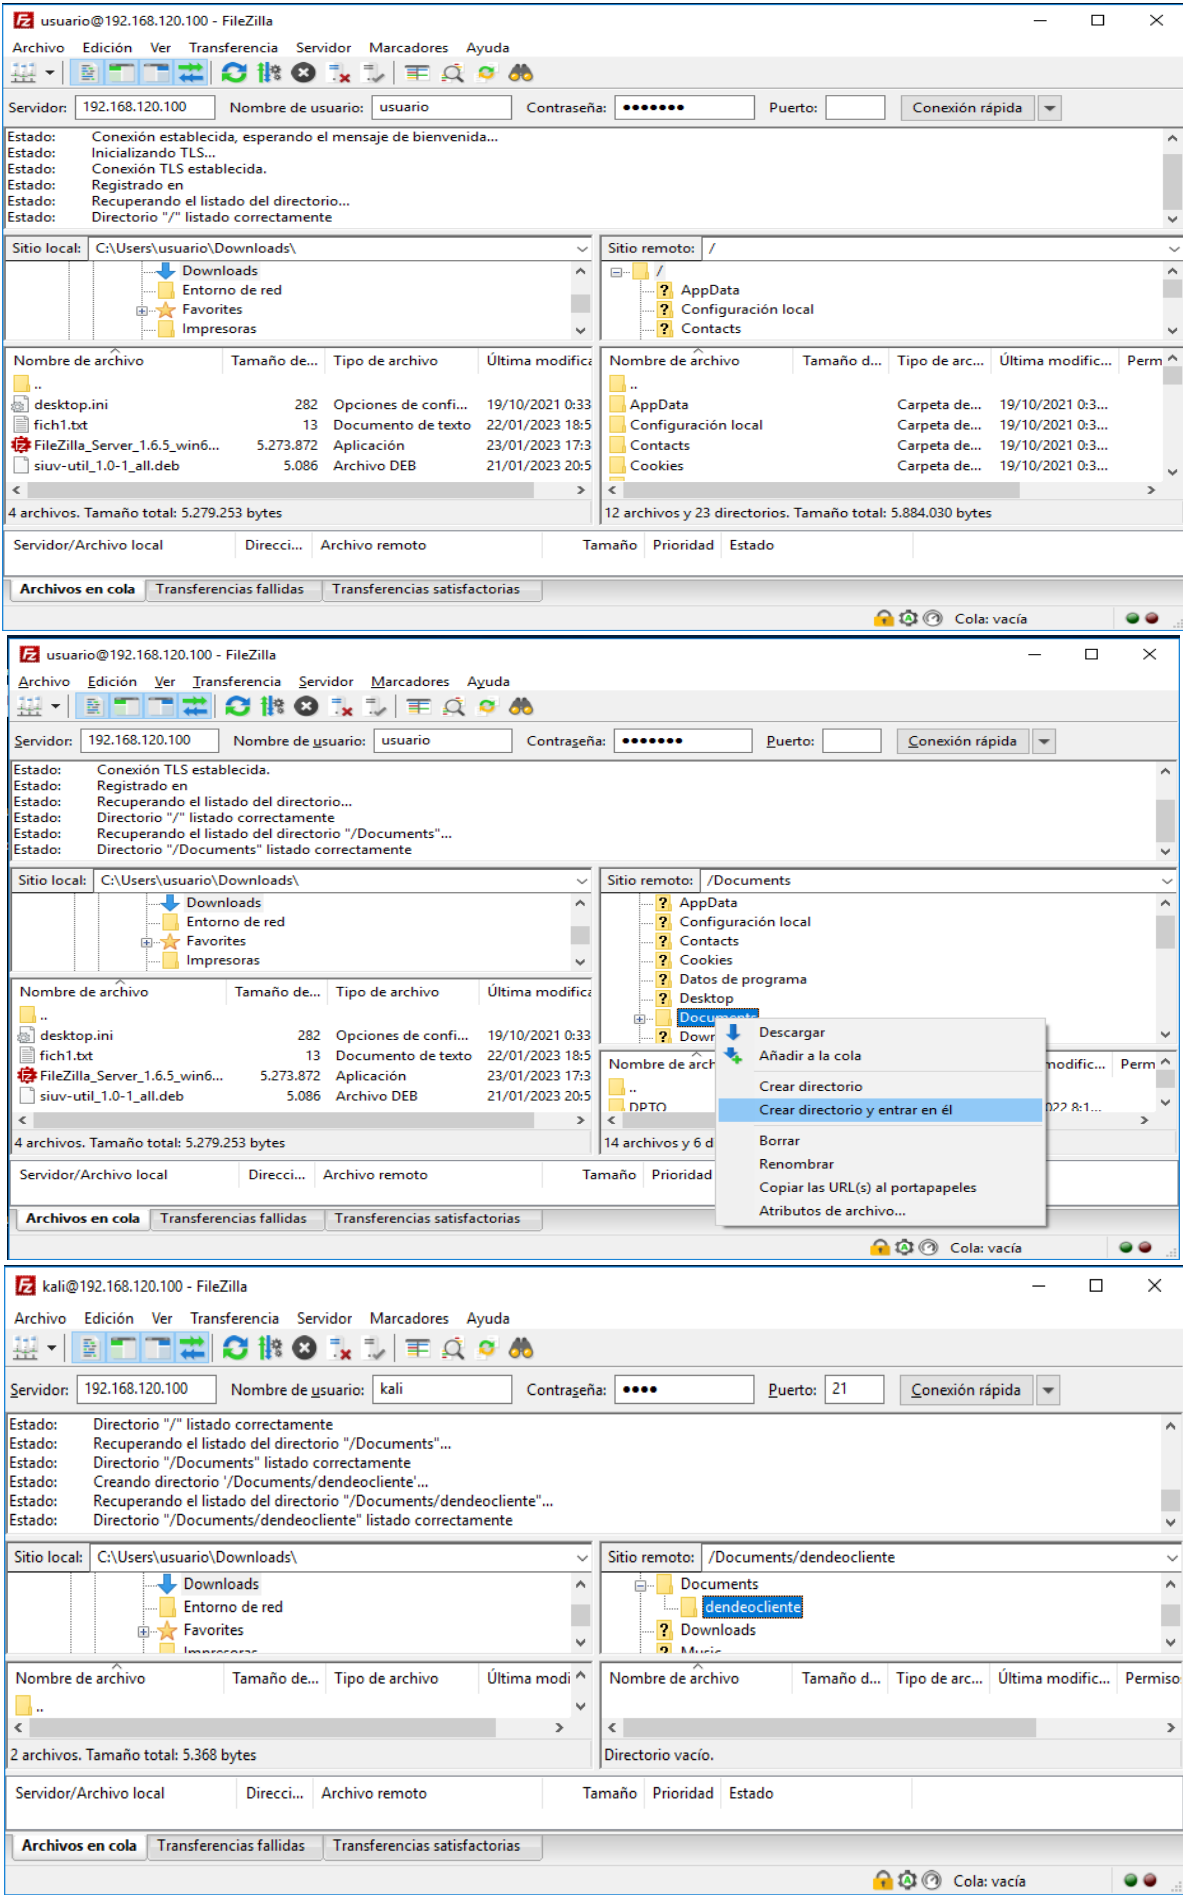 usuario@192.168.120.100 - FileZilla
Archivo Edición Ver Transferencia Servidor Marcadores Ayuda
Servidor: 192.168.120.100 Nombre de usuario: usuario Contraseña: ●●●●●●● Puerto: Conexión rápida
Estado: Conexión establecida, esperando el mensaje de bienvenida...
Estado: Inicializando TLS...
Estado: Conexión TLS establecida.
Estado: Registrado en
Estado: Recuperando el listado del directorio...
Estado: Directorio "/" listado correctamente
Sitio local: C:\Users\usuario\Downloads\
Downloads
Entorno de red
Favorites
Impresoras
Sitio remoto: /
/
AppData
Configuración local
Contacts
Nombre de archivo Tamaño de... Tipo de archivo Última modifica
..
desktop.ini 282 Opciones de confi... 19/10/2021 0:33
fich1.txt 13 Documento de texto 22/01/2023 18:5
FileZilla_Server_1.6.5_win6... 5.273.872 Aplicación 23/01/2023 17:3
siuv-util_1.0-1_all.deb 5.086 Archivo DEB 21/01/2023 20:5
4 archivos. Tamaño total: 5.279.253 bytes
Nombre de archivo Tamaño d... Tipo de arc... Última modific... Perm
..
AppData Carpeta de... 19/10/2021 0:3...
Configuración local Carpeta de... 19/10/2021 0:3...
Contacts Carpeta de... 19/10/2021 0:3...
Cookies Carpeta de... 19/10/2021 0:3...
12 archivos y 23 directorios. Tamaño total: 5.884.030 bytes
Servidor/Archivo local Direcci... Archivo remoto Tamaño Prioridad Estado
Archivos en cola Transferencias fallidas Transferencias satisfactorias
Cola: vacía
usuario@192.168.120.100 - FileZilla
Archivo Edición Ver Transferencia Servidor Marcadores Ayuda
Servidor: 192.168.120.100 Nombre de usuario: usuario Contraseña: ●●●●●●● Puerto: Conexión rápida
Estado: Conexión TLS establecida.
Estado: Registrado en
Estado: Recuperando el listado del directorio...
Estado: Directorio "/" listado correctamente
Estado: Recuperando el listado del directorio "/Documents"...
Estado: Directorio "/Documents" listado correctamente
Sitio local: C:\Users\usuario\Downloads\
Downloads
Entorno de red
Favorites
Impresoras
Sitio remoto: /Documents
AppData
Configuración local
Contacts
Cookies
Datos de programa
Desktop
Documents
Down
Nombre de archivo Tamaño de... Tipo de archivo Última modifica
..
desktop.ini 282 Opciones de confi... 19/10/2021 0:33
fich1.txt 13 Documento de texto 22/01/2023 18:5
FileZilla_Server_1.6.5_win6... 5.273.872 Aplicación 23/01/2023 17:3
siuv-util_1.0-1_all.deb 5.086 Archivo DEB 21/01/2023 20:5
4 archivos. Tamaño total: 5.279.253 bytes
Nombre de arch modific... Perm
..
DPTO 022 8:1...
14 archivos y 6 d
Descargar
Añadir a la cola
Crear directorio
Crear directorio y entrar en él
Borrar
Renombrar
Copiar las URL(s) al portapapeles
Atributos de archivo...
Servidor/Archivo local Direcci... Archivo remoto Tamaño Prioridad
Archivos en cola Transferencias fallidas Transferencias satisfactorias
Cola: vacía
kali@192.168.120.100 - FileZilla
Archivo Edición Ver Transferencia Servidor Marcadores Ayuda
Servidor: 192.168.120.100 Nombre de usuario: kali Contraseña: ●●●● Puerto: 21 Conexión rápida
Estado: Directorio "/" listado correctamente
Estado: Recuperando el listado del directorio "/Documents"...
Estado: Directorio "/Documents" listado correctamente
Estado: Creando directorio '/Documents/dendeocliente'...
Estado: Recuperando el listado del directorio "/Documents/dendeocliente"...
Estado: Directorio "/Documents/dendeocliente" listado correctamente
Sitio local: C:\Users\usuario\Downloads\
Downloads
Entorno de red
Favorites
Impresoras
Sitio remoto: /Documents/dendeocliente
Documents
dendeocliente
Downloads
Music
Nombre de archivo Tamaño de... Tipo de archivo Última modi
..
2 archivos. Tamaño total: 5.368 bytes
Nombre de archivo Tamaño d... Tipo de arc... Última modific... Permiso
Directorio vacío.
Servidor/Archivo local Direcci... Archivo remoto Tamaño Prioridad Estado
Archivos en cola Transferencias fallidas Transferencias satisfactorias
Cola: vacía